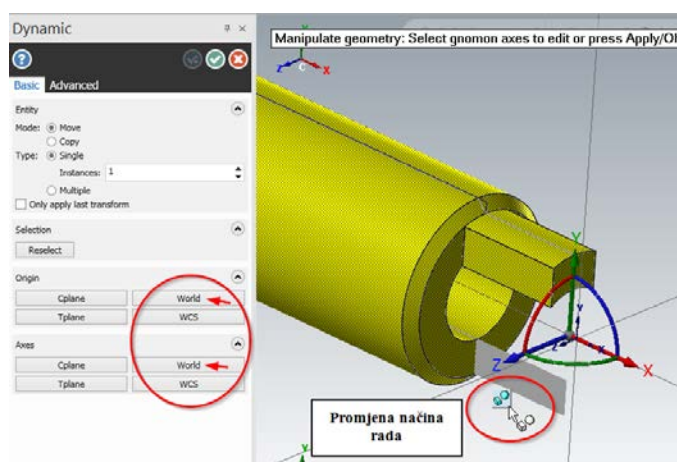 Dynamic
Basic Advanced
Entity
Mode: Move
Copy
Type: Single
Instances: 1
Multiple
Only apply last transform
Selection
Reselect
Origin
Cplane World
Tplane WCS
Axes
Cplane World
Tplane WCS
Manipulate geometry: Select gnomon axes to edit or press Apply/O
Y
Z X
C
Y
Y
Z X
Z X
Promjena načina
rada
Y